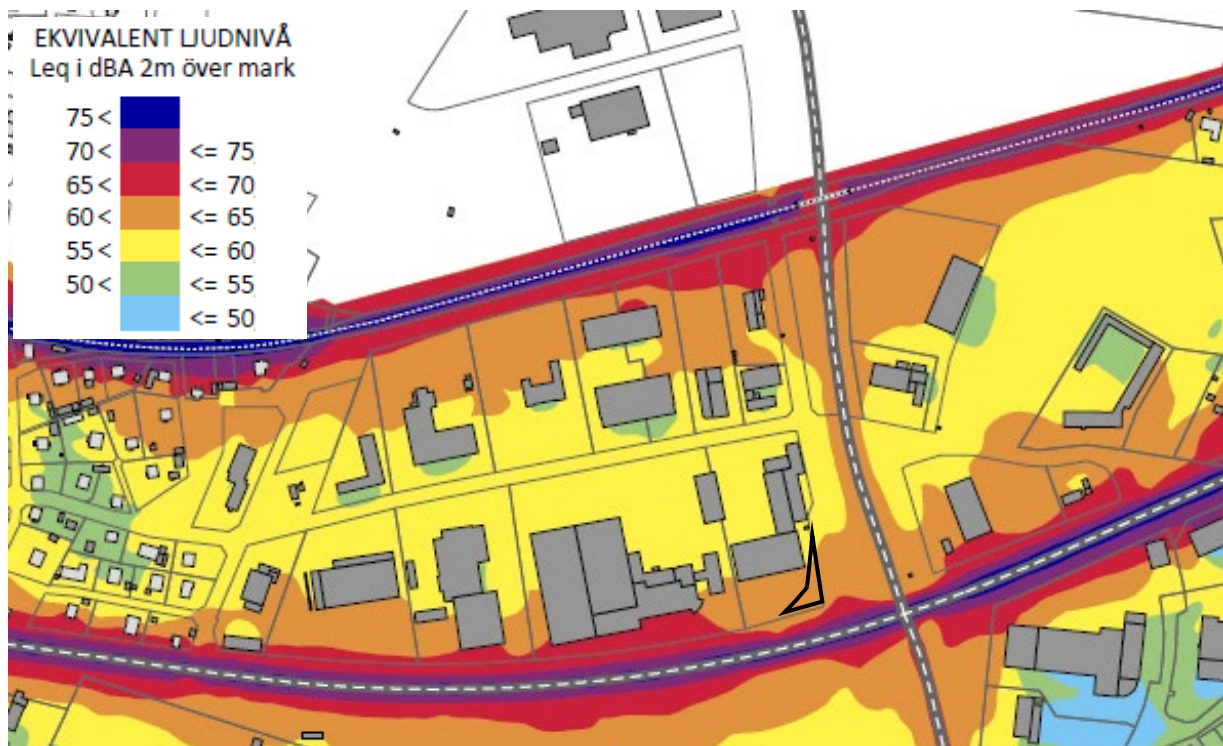 EKVIVALENT LJUDNIVÅ
Leq i dBA 2m över mark
75<
70< <= 75
65< <= 70
60< <= 65
55< <= 60
50< <= 55
<= 50